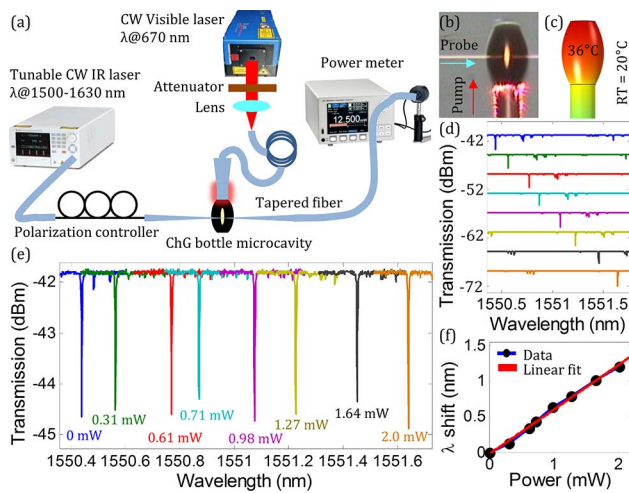 (a)
CW Visible laser
λ@670 nm
Tunable CW IR laser
λ@1500-1630 nm
Attenuator
Lens
Power meter
12.500
Polarization controller
Tapered fiber
ChG bottle microcavity
(b)
Probe
Pump
(c)
36°C
RT = 20°C
(d)
Transmission (dBm)
-42
-52
-62
-72
1550.5 1551 1551.5
Wavelength (nm)
(e)
Transmission (dBm)
-42
-43
-44
-45
0 mW
0.31 mW
0.61 mW
0.71 mW
0.98 mW
1.27 mW
1.64 mW
2.0 mW
1550.4 1550.6 1550.8 1551 1551.2 1551.4 1551.6
Wavelength (nm)
(f)
Data
Linear fit
λ shift (nm)
1.5
1
0.5
0
0 1 2
Power (mW)